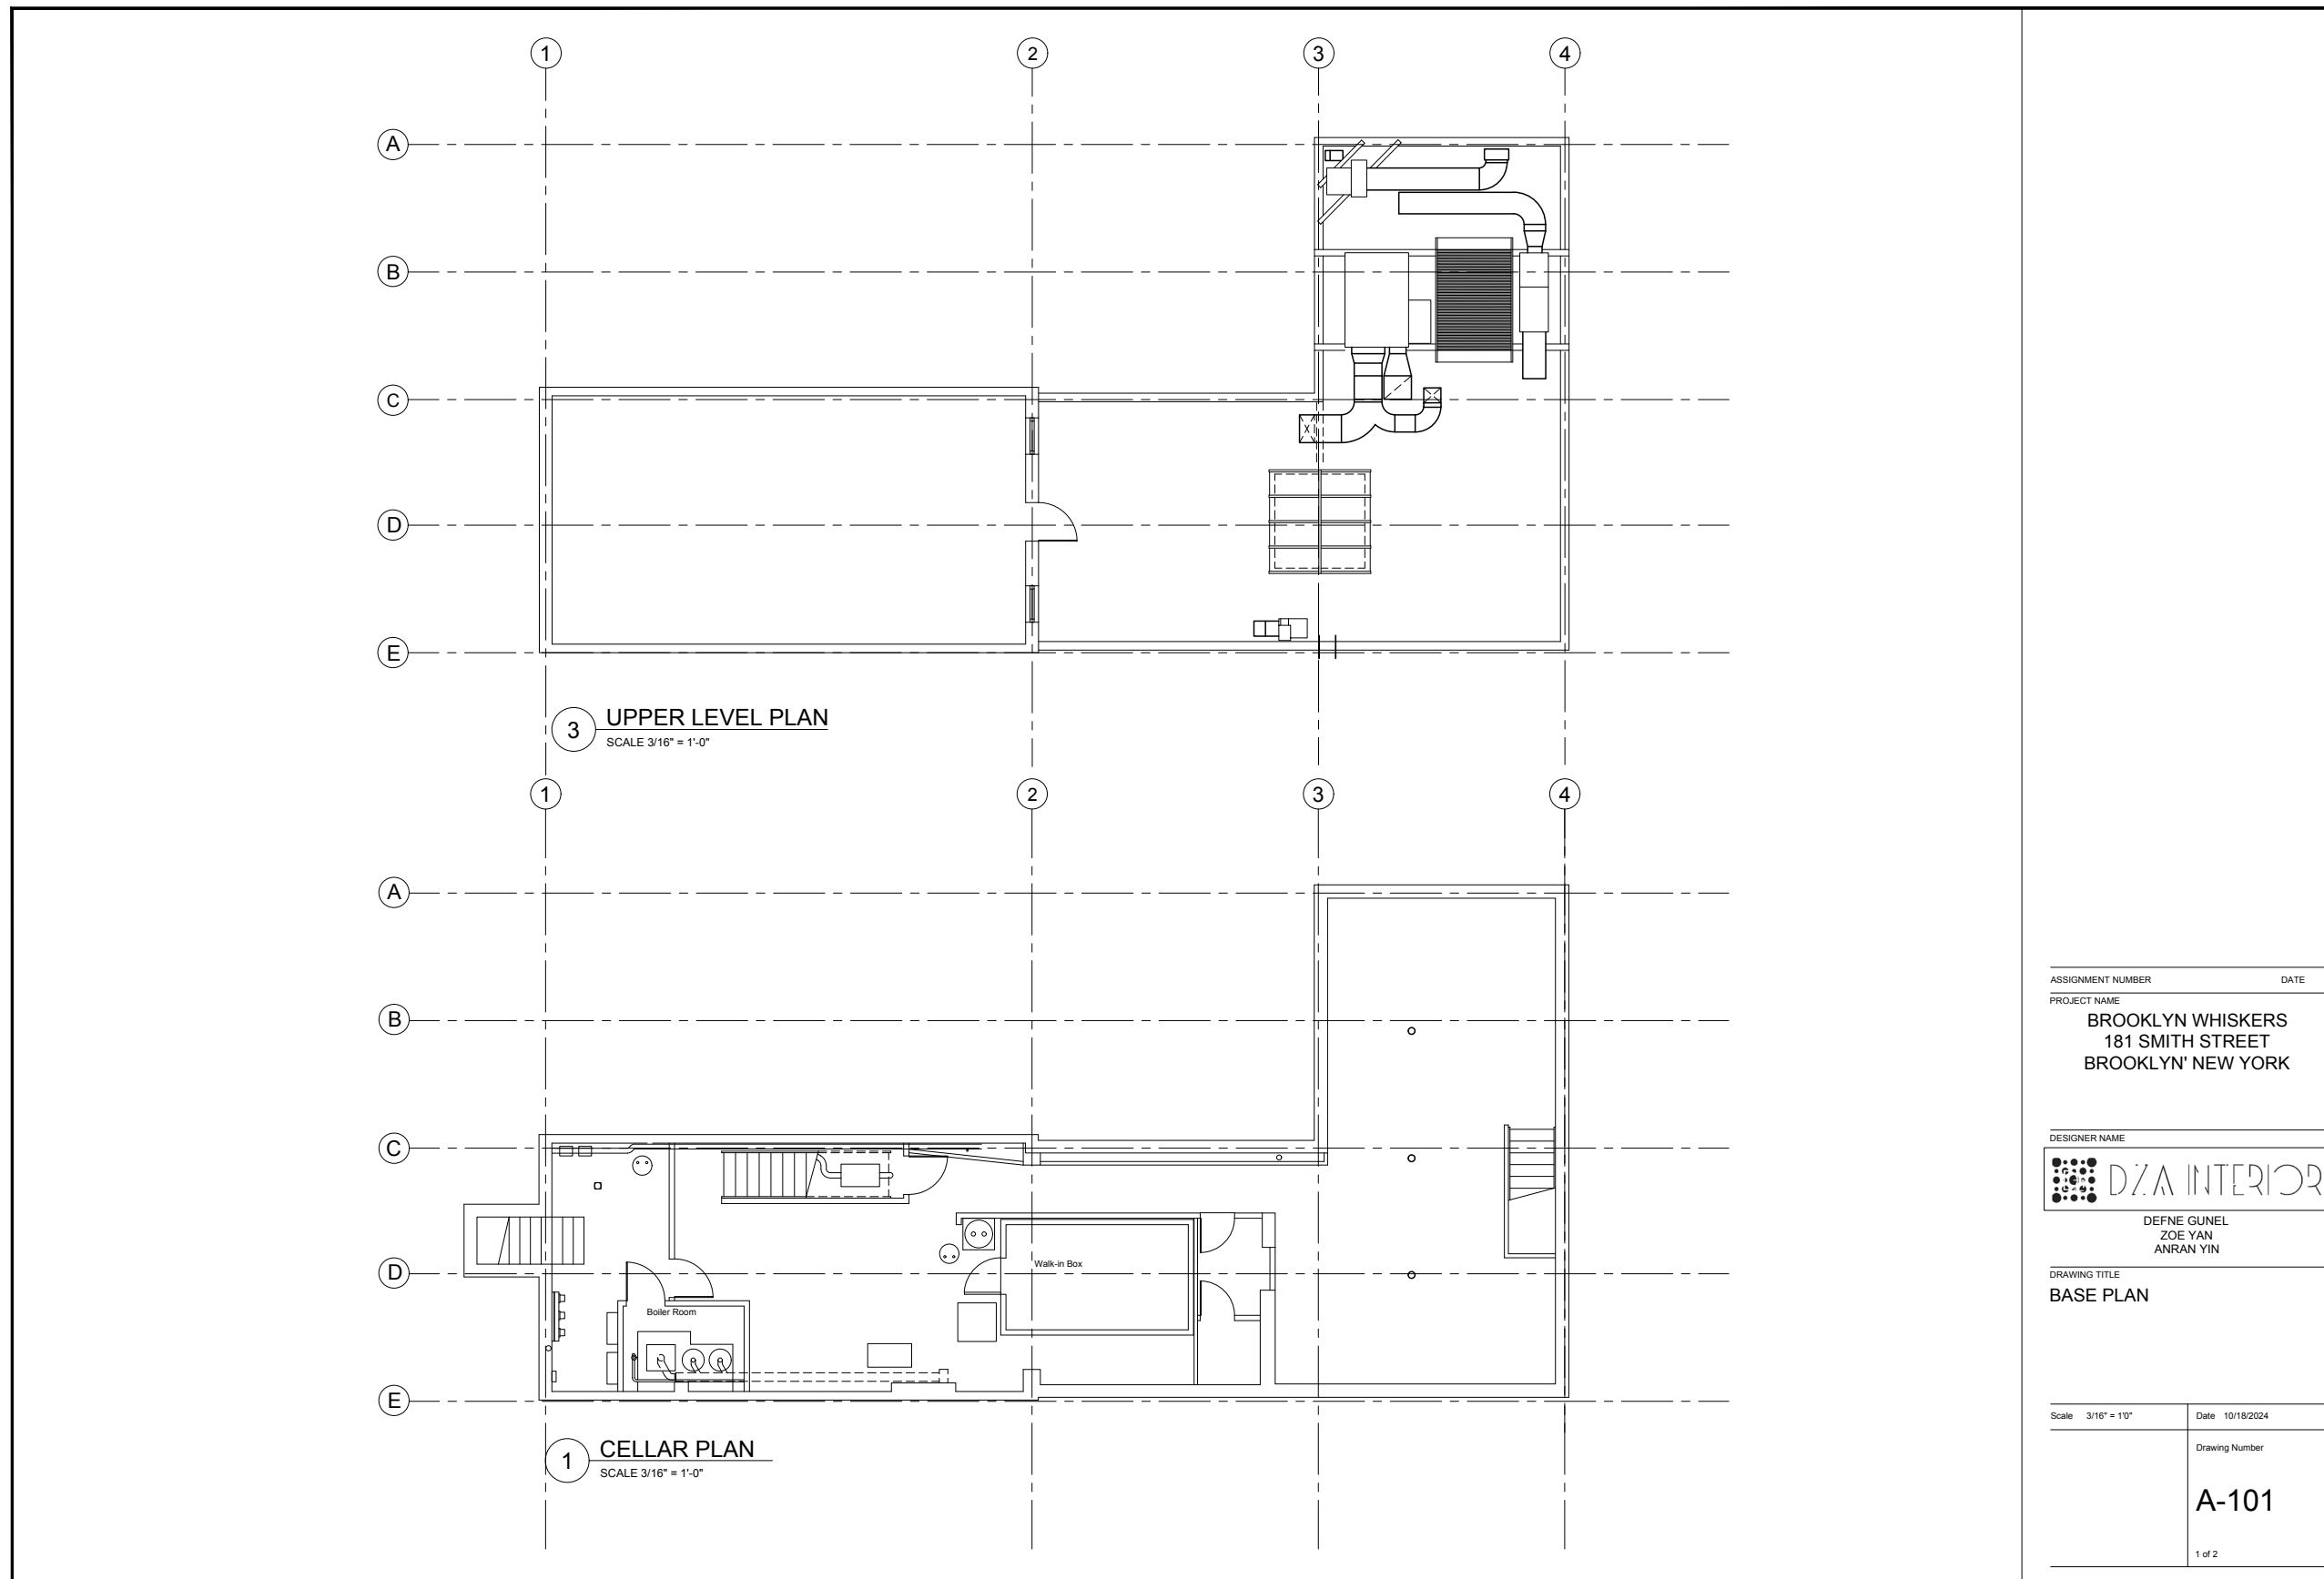 1 2 3 4
A
B
C
D
E
3 UPPER LEVEL PLAN
SCALE 3/16" = 1'-0"
1 2 3 4
A
B
C
D
E
Walk-in Box
Boiler Room
1 CELLAR PLAN
SCALE 3/16" = 1'-0"
ASSIGNMENT NUMBER DATE
PROJECT NAME
BROOKLYN WHISKERS
181 SMITH STREET
BROOKLYN' NEW YORK
DESIGNER NAME
DZA INTERIOR
DEFNE GUNEL
ZOE YAN
ANRAN YIN
DRAWING TITLE
BASE PLAN
Scale 3/16" = 1'0" Date 10/18/2024
Drawing Number
A-101
1 of 2